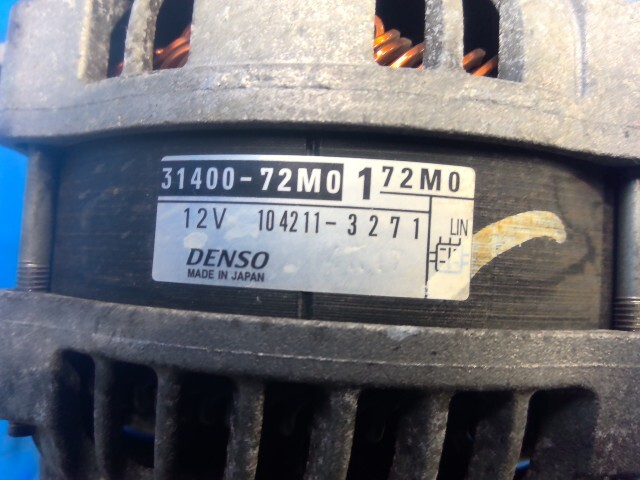 31400-72M0 1 72M0
12V 104211-3271 LIN
DENSO
MADE IN JAPAN